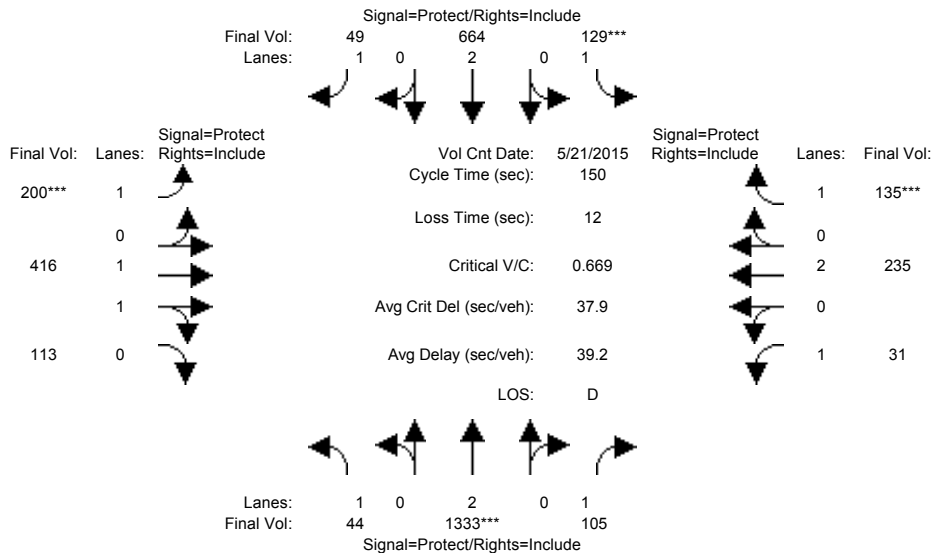 Signal=Protect/Rights=Include
Final Vol: 49 664 129***
Lanes: 1 0 2 0 1
Signal=Protect Signal=Protect
Final Vol: Lanes: Rights=Include Vol Cnt Date: 5/21/2015 Rights=Include Lanes: Final Vol:
Cycle Time (sec): 150
200*** 1 1 135***
Loss Time (sec): 12
0 0
416 1 Critical V/C: 0.669 2 235
1 Avg Crit Del (sec/veh): 37.9 0
113 0 Avg Delay (sec/veh): 39.2 1 31
LOS: D
Lanes: 1 0 2 0 1
Final Vol: 44 1333*** 105
Signal=Protect/Rights=Include